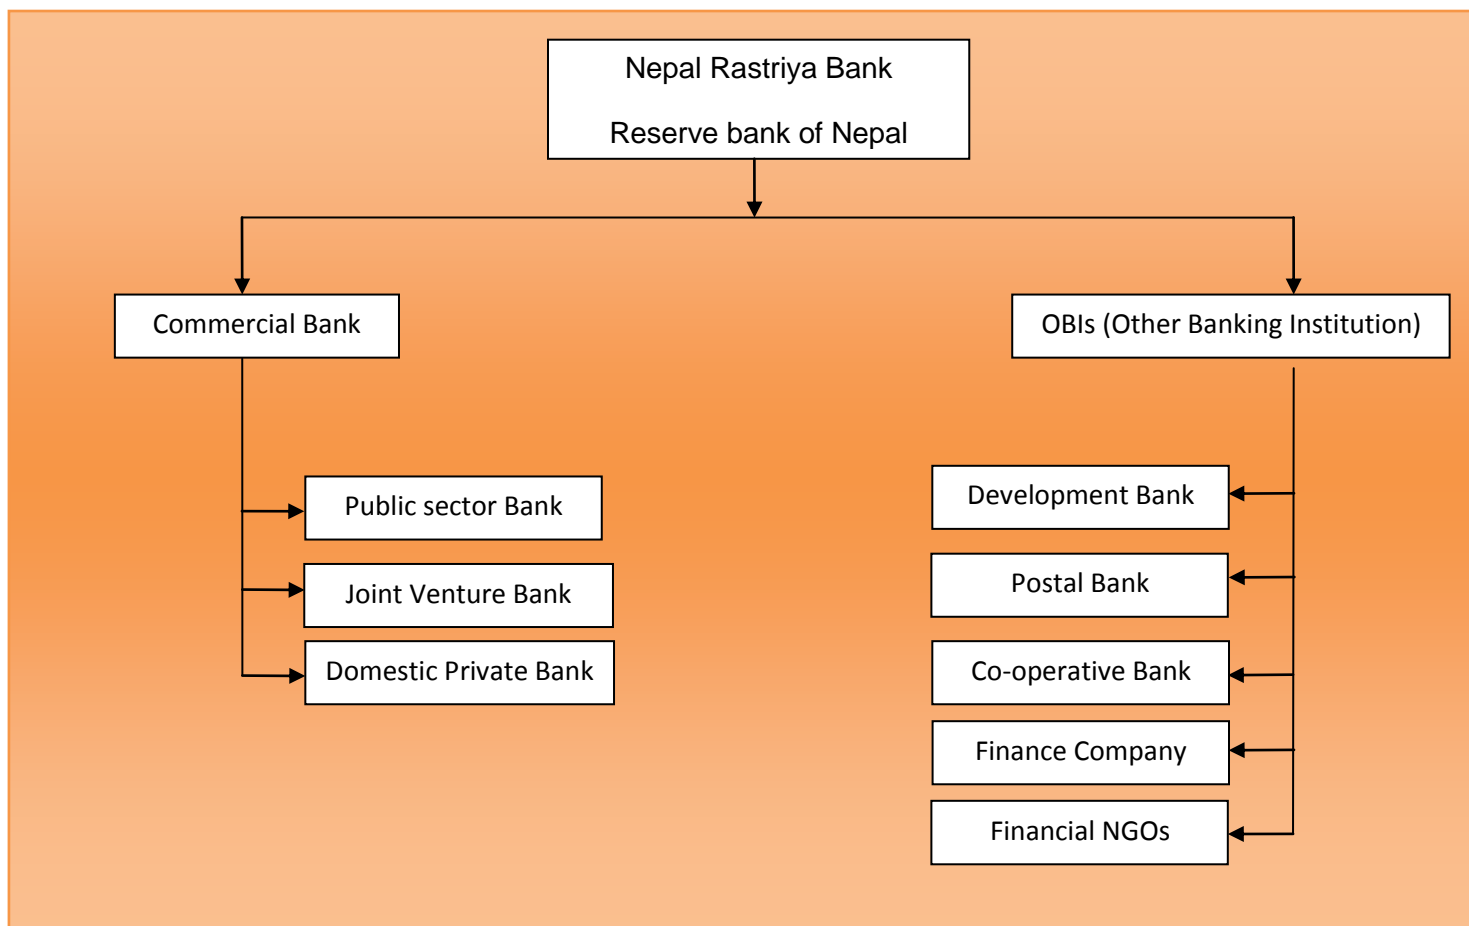 Nepal Rastriya Bank
Reserve bank of Nepal
Commercial Bank
OBIs (Other Banking Institution)
Public sector Bank
Joint Venture Bank
Domestic Private Bank
Development Bank
Postal Bank
Co-operative Bank
Finance Company
Financial NGOs